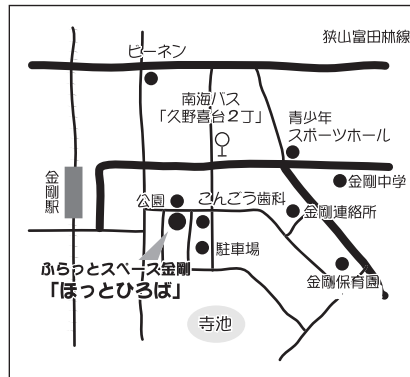 狭山富田林線
ピーネン
南海バス
「久野喜台2丁」
青少年
スポーツホール
金剛駅
金剛中学
公園
こんごう歯科
金剛連絡所
駐車場
ふらっとスペース金剛
「ほっとひろば」
金剛保育園
寺池